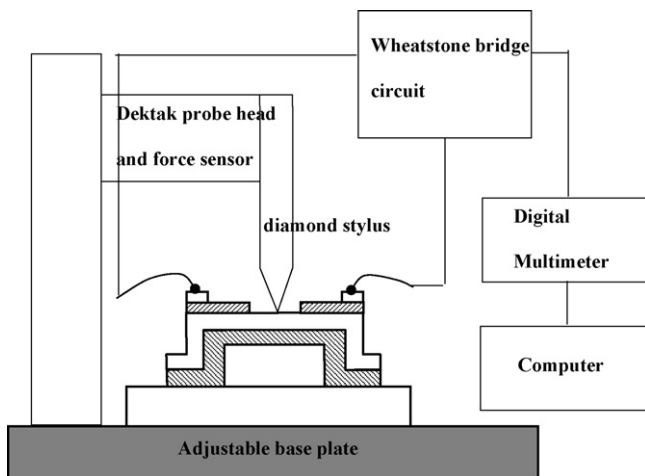 Wheatstone bridge
circuit
Dektak probe head
and force sensor
diamond stylus
Digital
Multimeter
Computer
Adjustable base plate